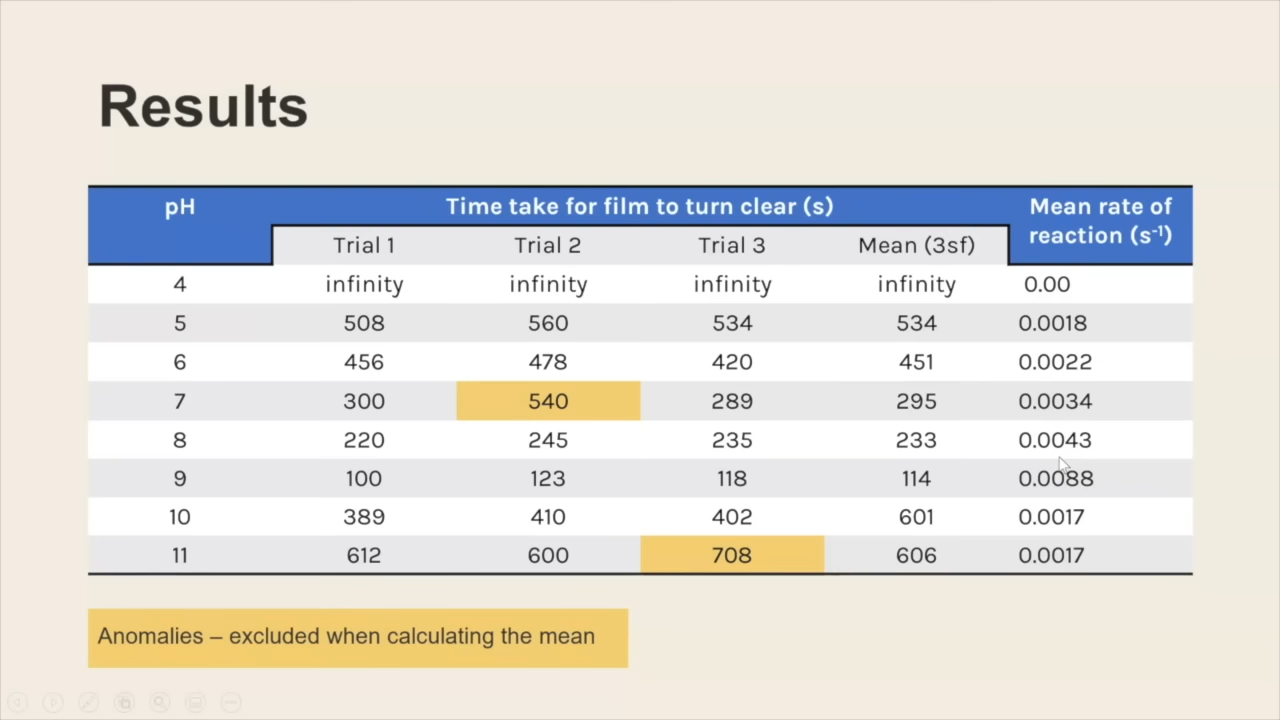 Results
pH Time take for film to turn clear (s) Mean rate of
reaction (s⁻¹)
Trial 1 Trial 2 Trial 3 Mean (3sf)
4 infinity infinity infinity infinity 0.00
5 508 560 534 534 0.0018
6 456 478 420 451 0.0022
7 300 540 289 295 0.0034
8 220 245 235 233 0.0043
9 100 123 118 114 0.0088
10 389 410 402 601 0.0017
11 612 600 708 606 0.0017
Anomalies – excluded when calculating the mean